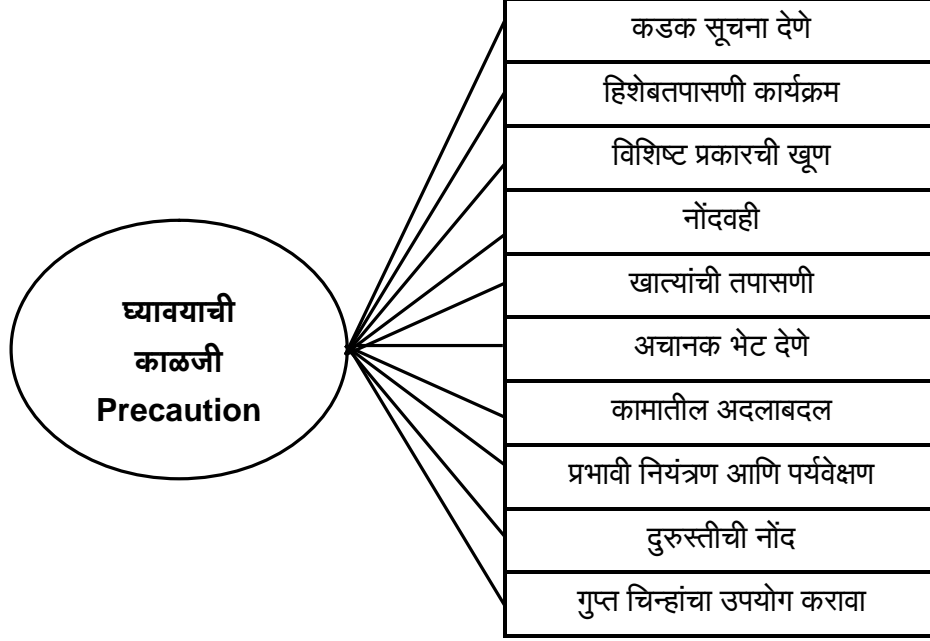 घ्यावयाची
काळजी
Precaution
कडक सूचना देणे
हिशेबतपासणी कार्यक्रम
विशिष्ट प्रकारची खूण
नोंदवही
खात्यांची तपासणी
अचानक भेट देणे
कामातील अदलाबदल
प्रभावी नियंत्रण आणि पर्यवेक्षण
दुरुस्तीची नोंद
गुप्त चिन्हांचा उपयोग करावा